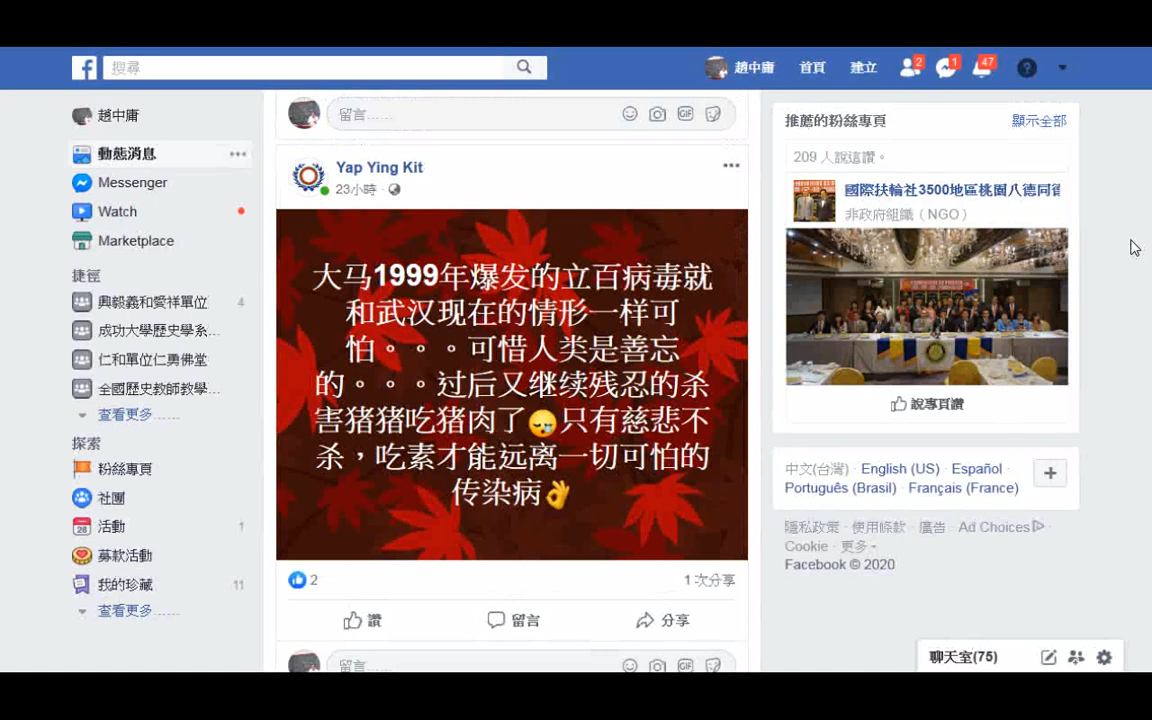 搜尋
趙中庸
首頁
建立
2
1
47
趙中庸
動態消息
Messenger
Watch
Marketplace
捷徑
興毅義和愛祥單位 4
成功大學歷史學系...
仁和單位仁勇佛堂
全國歷史教師教學...
查看更多......
探索
粉絲專頁
社團
活動 1
募款活動
我的珍藏 11
查看更多......
留言......
GIF
Yap Ying Kit
23小時 ·
大马1999年爆发的立百病毒就
和武汉现在的情形一样可
怕。。。可惜人类是善忘
的。。。过后又继续残忍的杀
害猪猪吃猪肉了😪只有慈悲不
杀，吃素才能远离一切可怕的
传染病👌
2
1 次分享
讚
留言
分享
留言......
GIF
推薦的粉絲專頁 顯示全部
209 人說這讚。
國際扶輪社3500地區桃園八德同
非政府組織（NGO）
說專頁讚
中文(台灣) · English (US) · Español ·
Português (Brasil) · Français (France)
隱私政策 · 使用條款 · 廣告 · Ad Choices ·
Cookie · 更多
Facebook © 2020
聊天室(75)